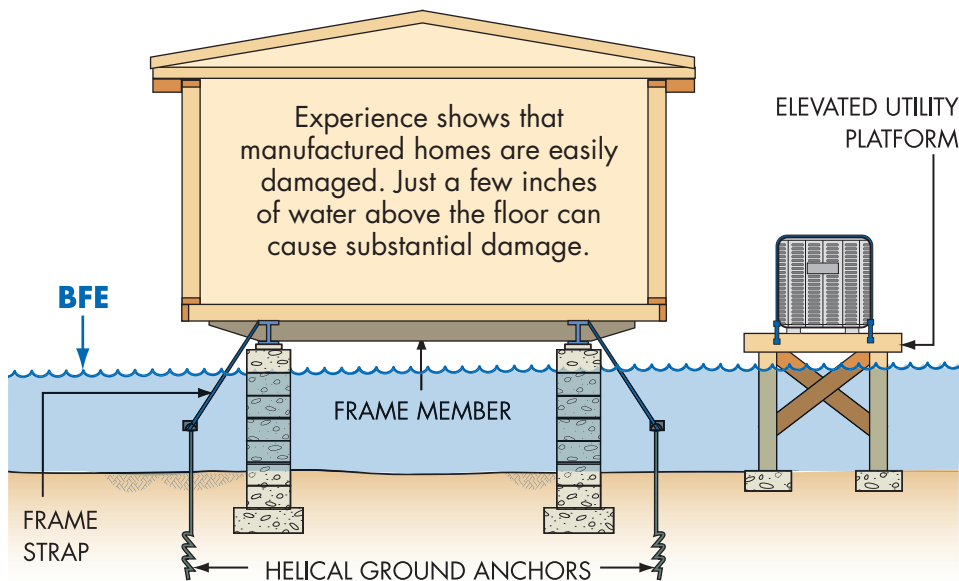 Experience shows that
manufactured homes are easily
damaged. Just a few inches
of water above the floor can
cause substantial damage.
ELEVATED UTILITY
PLATFORM
BFE
FRAME MEMBER
FRAME
STRAP
HELICAL GROUND ANCHORS